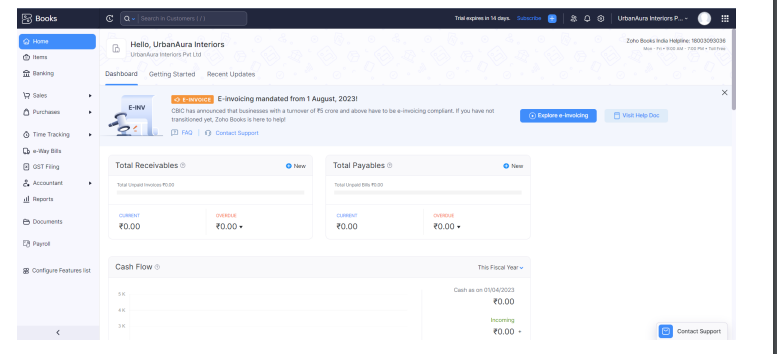 Books
Search in Customers ( / )
Trial expires in 14 days.
Subscribe
UrbanAura Interiors P...
Home
Items
Banking
Sales
Purchases
Time Tracking
e-Way Bills
GST Filing
Accountant
Reports
Documents
Payroll
Configure Features list
Hello, UrbanAura Interiors
UrbanAura Interiors Pvt Ltd
Zoho Books India Helpline: 18003093036
Mon - Fri • 9:00 AM - 7:00 PM • Toll Free
Dashboard Getting Started Recent Updates
E-INV
E-INVOICE E-invoicing mandated from 1 August, 2023!
CBIC has announced that businesses with a turnover of ₹5 crore and above have to be e-invoicing compliant. If you have not
transitioned yet, Zoho Books is here to help!
FAQ | Contact Support
Explore e-Invoicing
Visit Help Doc
Total Receivables
New
Total Unpaid Invoices ₹0.00
CURRENT
₹0.00
OVERDUE
₹0.00
Total Payables
New
Total Unpaid Bills ₹0.00
CURRENT
₹0.00
OVERDUE
₹0.00
Cash Flow
This Fiscal Year
5 K
4 K
3 K
Cash as on 01/04/2023
₹0.00
Incoming
₹0.00 +
Contact Support